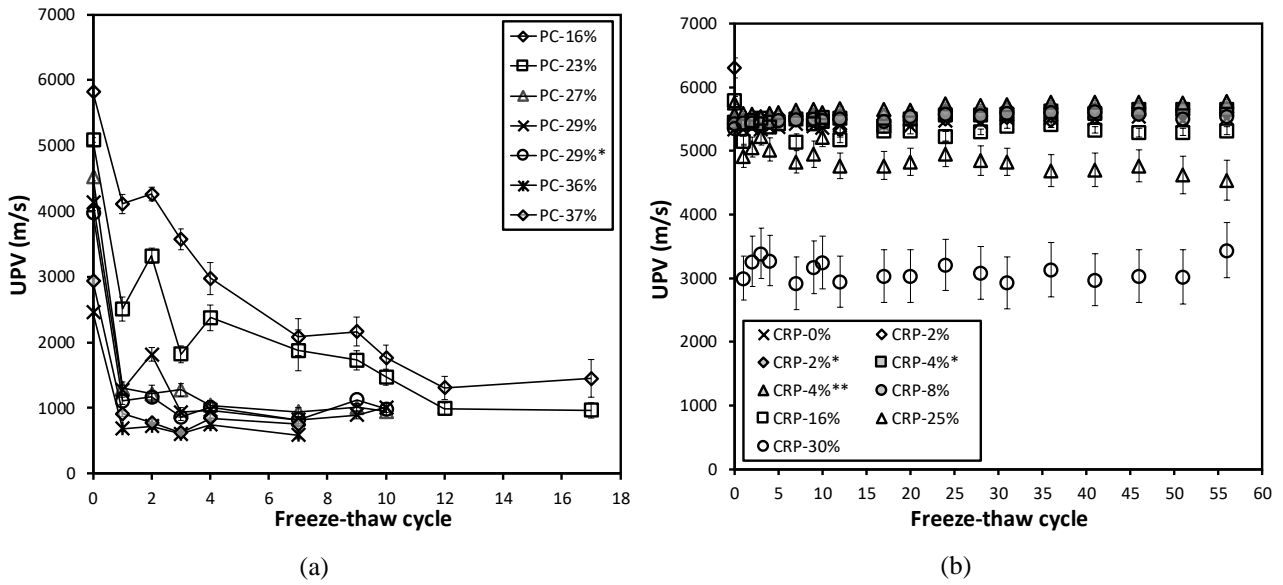 7000
6000
5000
4000
3000
2000
1000
0
UPV (m/s)
PC-16%
PC-23%
PC-27%
PC-29%
PC-29%*
PC-36%
PC-37%
0 2 4 6 8 10 12 14 16 18
Freeze-thaw cycle
(a)
7000
6000
5000
4000
3000
2000
1000
0
UPV (m/s)
CRP-0% CRP-2%
CRP-2%* CRP-4%*
CRP-4%** CRP-8%
CRP-16% CRP-25%
CRP-30%
0 5 10 15 20 25 30 35 40 45 50 55 60
Freeze-thaw cycle
(b)